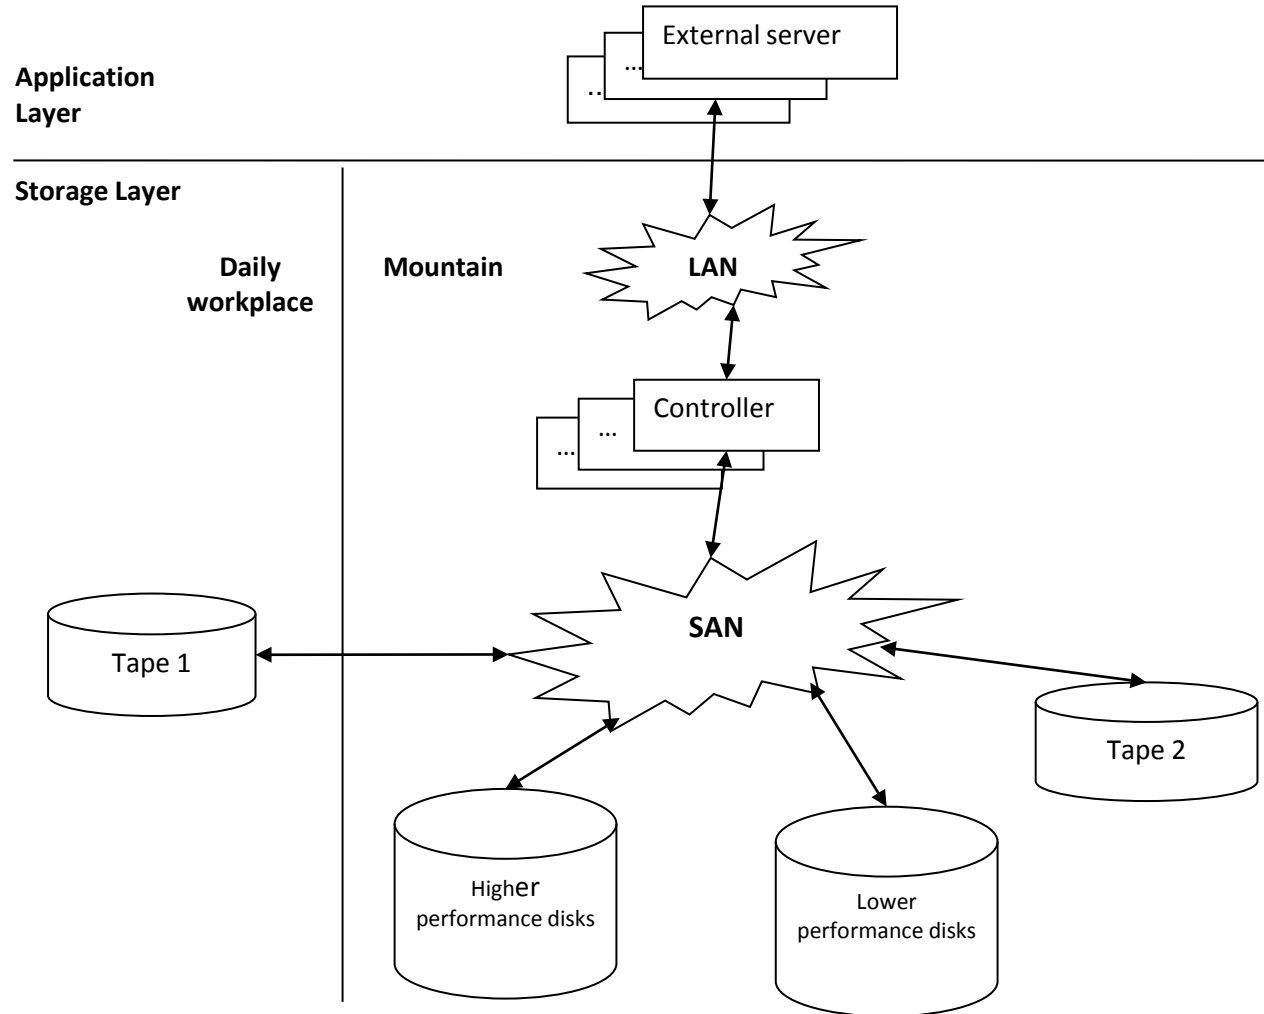 External server
...
...
Application
Layer
Storage Layer
Daily
workplace
Mountain
LAN
Controller
...
...
SAN
Tape 1
Tape 2
Higher
performance disks
Lower
performance disks